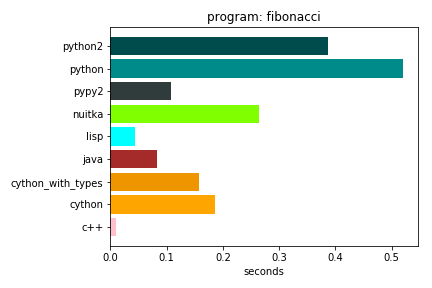 program: fibonacci
python2
python
pypy2
nuitka
lisp
java
cython_with_types
cython
c++
0.0 0.1 0.2 0.3 0.4 0.5
seconds